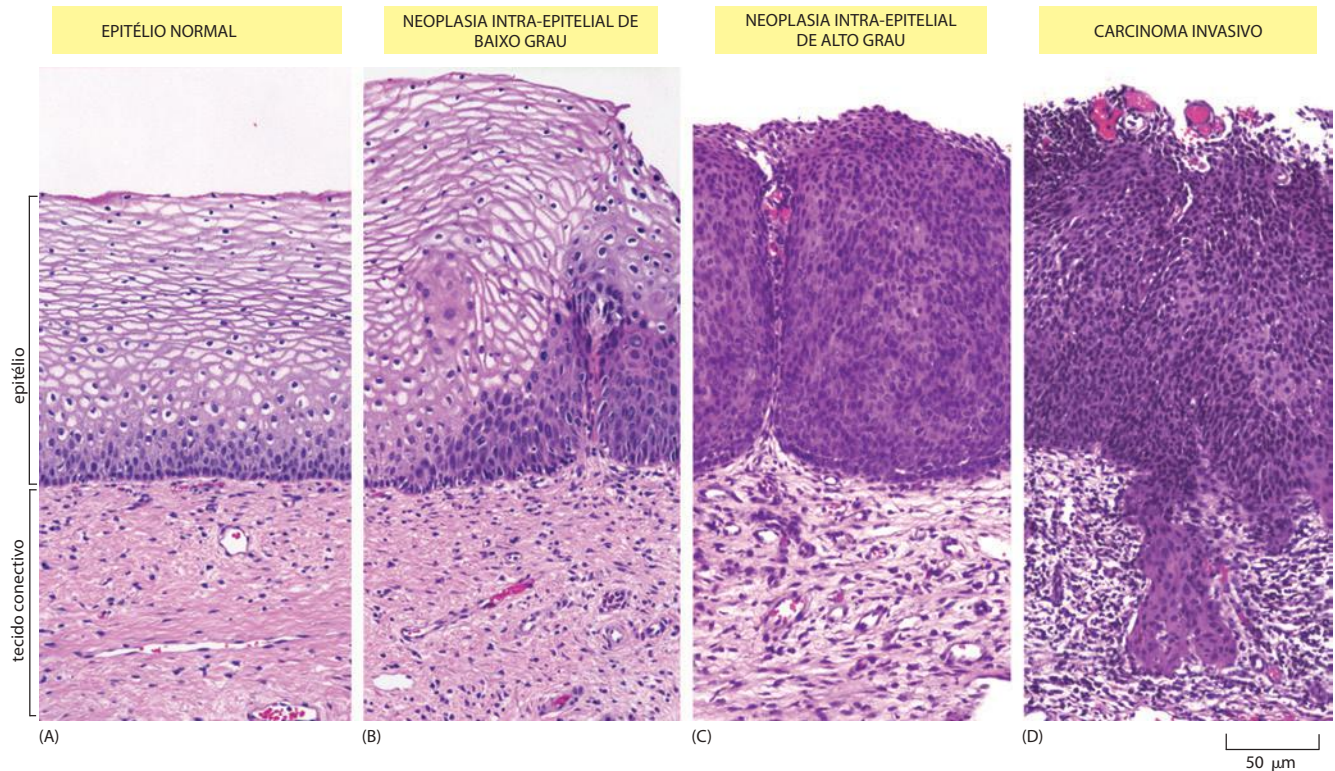 EPITÉLIO NORMAL
NEOPLASIA INTRA-EPITELIAL DE
BAIXO GRAU
NEOPLASIA INTRA-EPITELIAL
DE ALTO GRAU
CARCINOMA INVASIVO
epitélio
tecido conectivo
(A)
(B)
(C)
(D)
50 μm